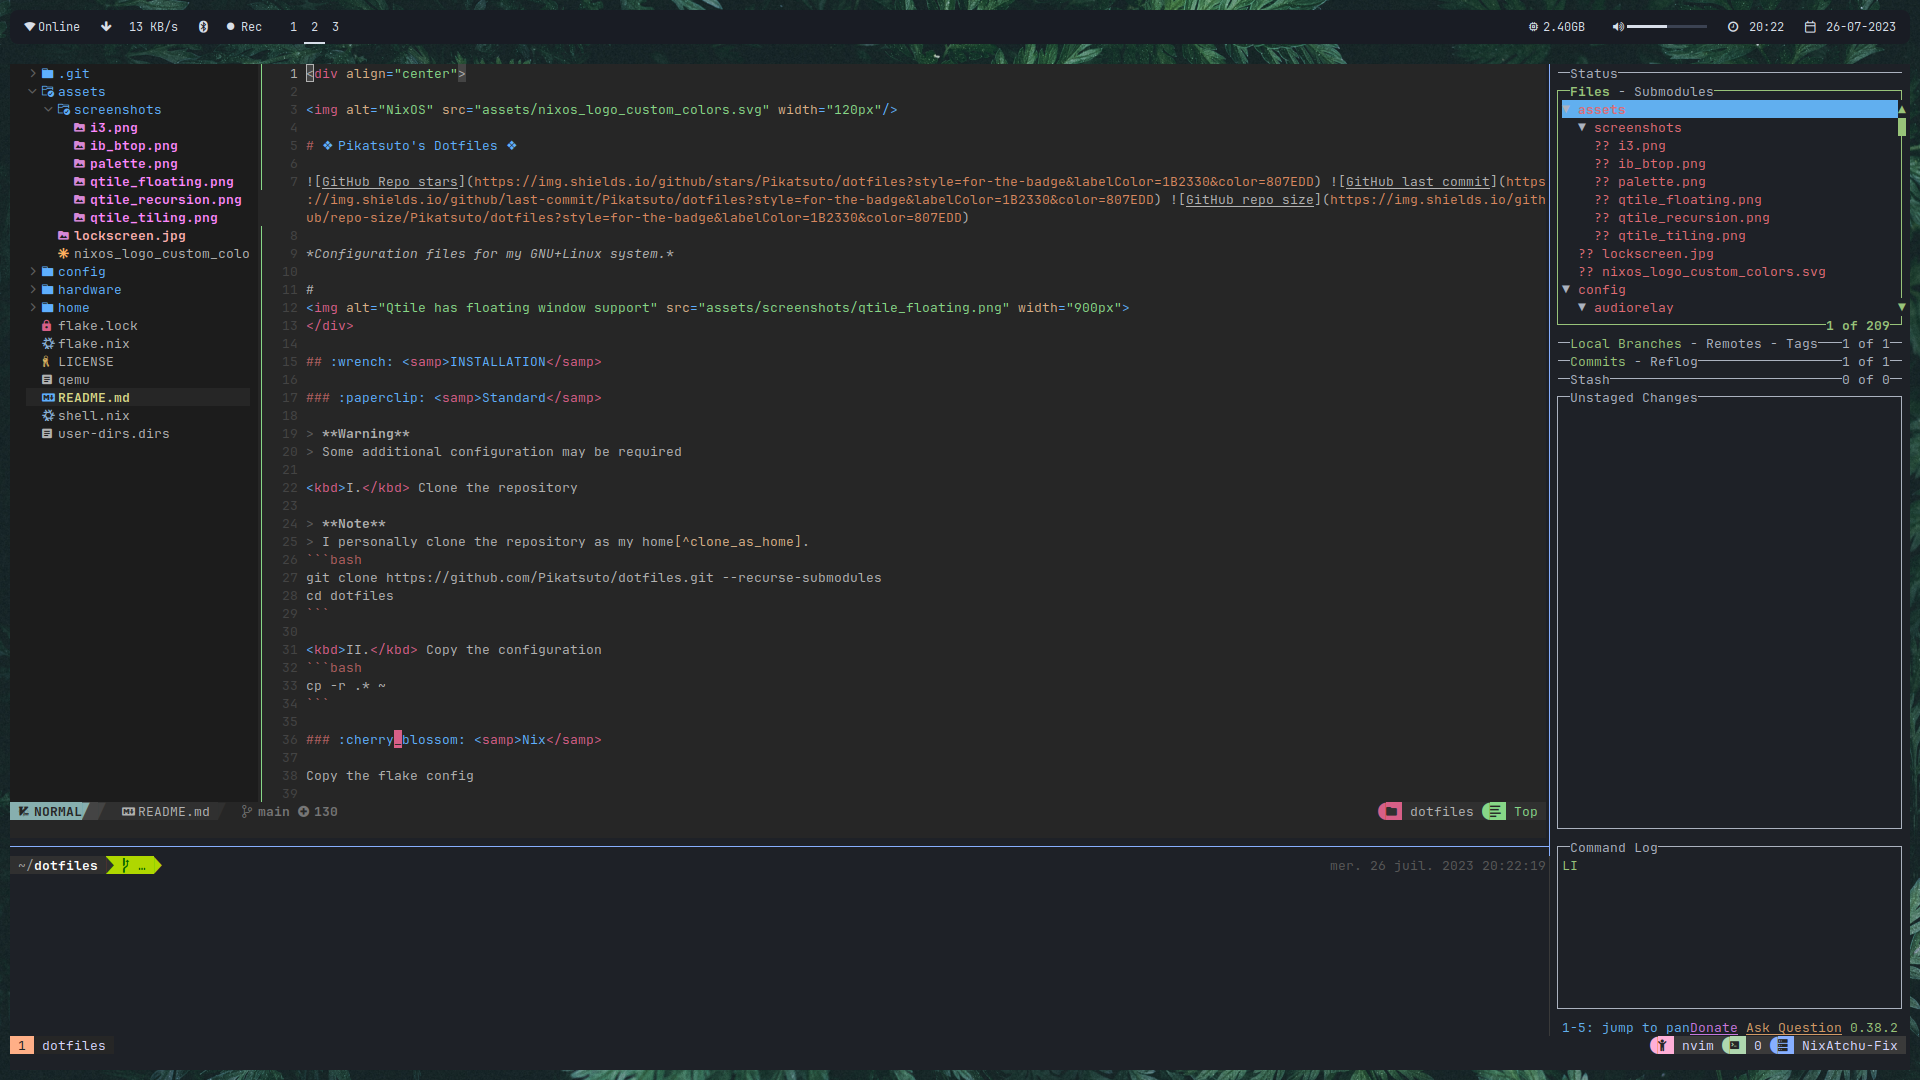 Online 13 KB/s Rec 1 2 3 2.40GB 20:22 26-07-2023
.git
assets
screenshots
i3.png
ib_btop.png
palette.png
qtile_floating.png
qtile_recursion.png
qtile_tiling.png
lockscreen.jpg
nixos_logo_custom_colo
config
hardware
home
flake.lock
flake.nix
LICENSE
qemu
README.md
shell.nix
user-dirs.dirs
1 <div align="center">
2
3 <img alt="NixOS" src="assets/nixos_logo_custom_colors.svg" width="120px"/>
4
5 # ❖ Pikatsuto's Dotfiles ❖
6
7 ![GitHub Repo stars](https://img.shields.io/github/stars/Pikatsuto/dotfiles?style=for-the-badge&labelColor=1B2330&color=807EDD) ![GitHub last commit](https
://img.shields.io/github/last-commit/Pikatsuto/dotfiles?style=for-the-badge&labelColor=1B2330&color=807EDD) ![GitHub repo size](https://img.shields.io/gith
ub/repo-size/Pikatsuto/dotfiles?style=for-the-badge&labelColor=1B2330&color=807EDD)
8
9 *Configuration files for my GNU+Linux system.*
10
11 #
12 <img alt="Qtile has floating window support" src="assets/screenshots/qtile_floating.png" width="900px">
13 </div>
14
15 ## :wrench: <samp>INSTALLATION</samp>
16
17 ### :paperclip: <samp>Standard</samp>
18
19 > **Warning**
20 > Some additional configuration may be required
21
22 <kbd>I.</kbd> Clone the repository
23
24 > **Note**
25 > I personally clone the repository as my home[^clone_as_home].
26 ```bash
27 git clone https://github.com/Pikatsuto/dotfiles.git --recurse-submodules
28 cd dotfiles
29 ```
30
31 <kbd>II.</kbd> Copy the configuration
32 ```bash
33 cp -r .* ~
34 ```
35
36 ### :cherry_blossom: <samp>Nix</samp>
37
38 Copy the flake config
39
NORMAL README.md main 130 dotfiles Top
~/dotfiles … mer. 26 juil. 2023 20:22:19
Status
Files - Submodules
▼ assets
▼ screenshots
?? i3.png
?? ib_btop.png
?? palette.png
?? qtile_floating.png
?? qtile_recursion.png
?? qtile_tiling.png
?? lockscreen.jpg
?? nixos_logo_custom_colors.svg
▼ config
▼ audiorelay
1 of 209
Local Branches - Remotes - Tags 1 of 1
Commits - Reflog 1 of 1
Stash 0 of 0
Unstaged Changes
Command Log
LI
1-5: jump to panDonate Ask Question 0.38.2
1 dotfiles nvim 0 NixAtchu-Fix